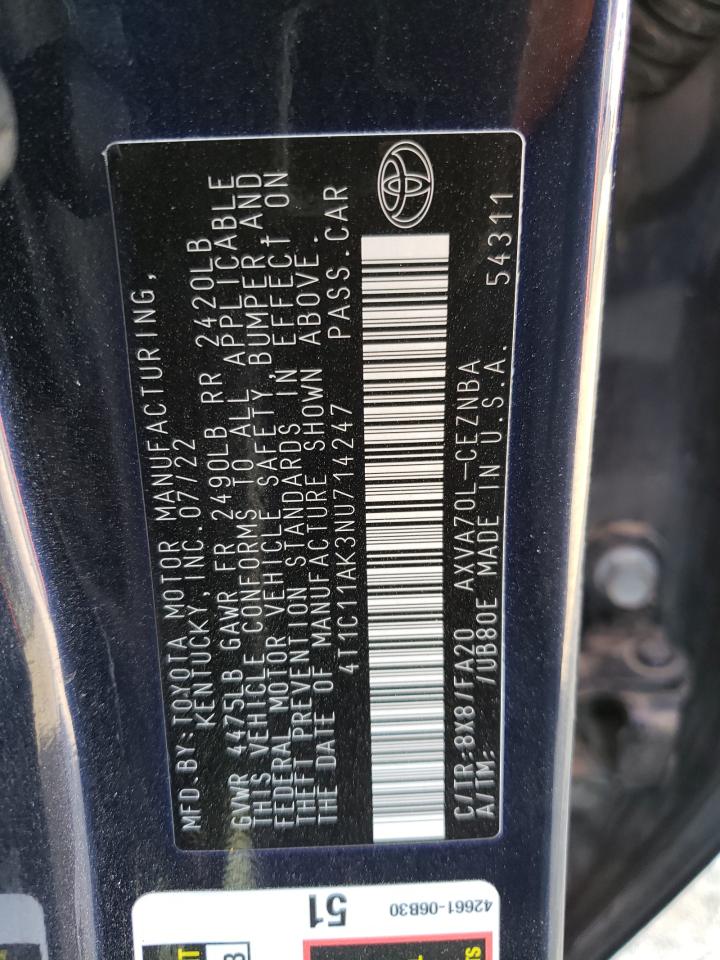 MFD.BY:TOYOTA MOTOR MANUFACTURING,
KENTUCKY, INC. 07/22
GVWR 4475LB GAWR FR 2490LB RR 2420LB
THIS VEHICLE CONFORMS TO ALL APPLICABLE
FEDERAL MOTOR VEHICLE SAFETY, BUMPER, AND
THEFT PREVENTION STANDARDS IN EFFECT ON
THE DATE OF MANUFACTURE SHOWN ABOVE.
4T1C11AK3NU714247 PASS.CAR
C/TR:8X8/FA20 AXVA70L-CEZNBA 54311
A/TM: /UB80E MADE IN U.S.A.
51
42661-06B30